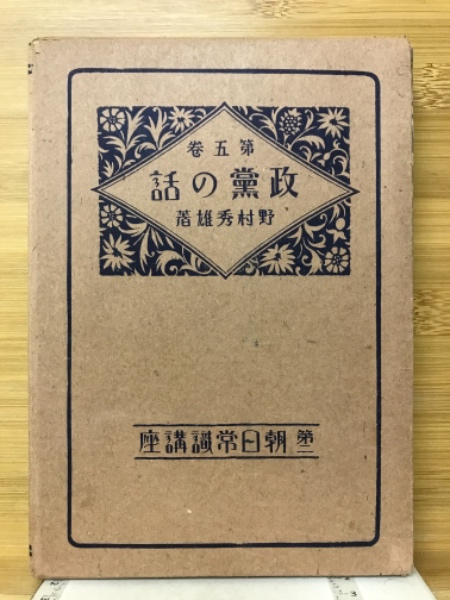 第五巻
政黨の話
野村秀雄著
第二朝日常識講座